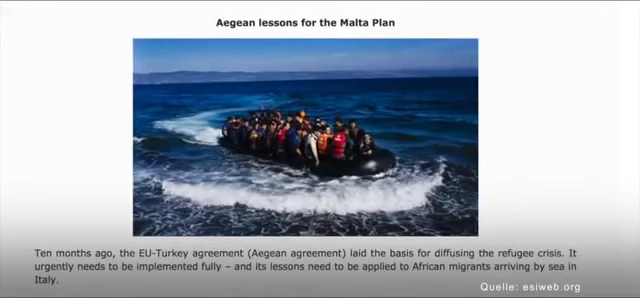 Aegean lessons for the Malta Plan
Ten months ago, the EU-Turkey agreement (Aegean agreement) laid the basis for diffusing the refugee crisis. It
urgently needs to be implemented fully – and its lessons need to be applied to African migrants arriving by sea in
Italy.
Quelle: esiweb.org